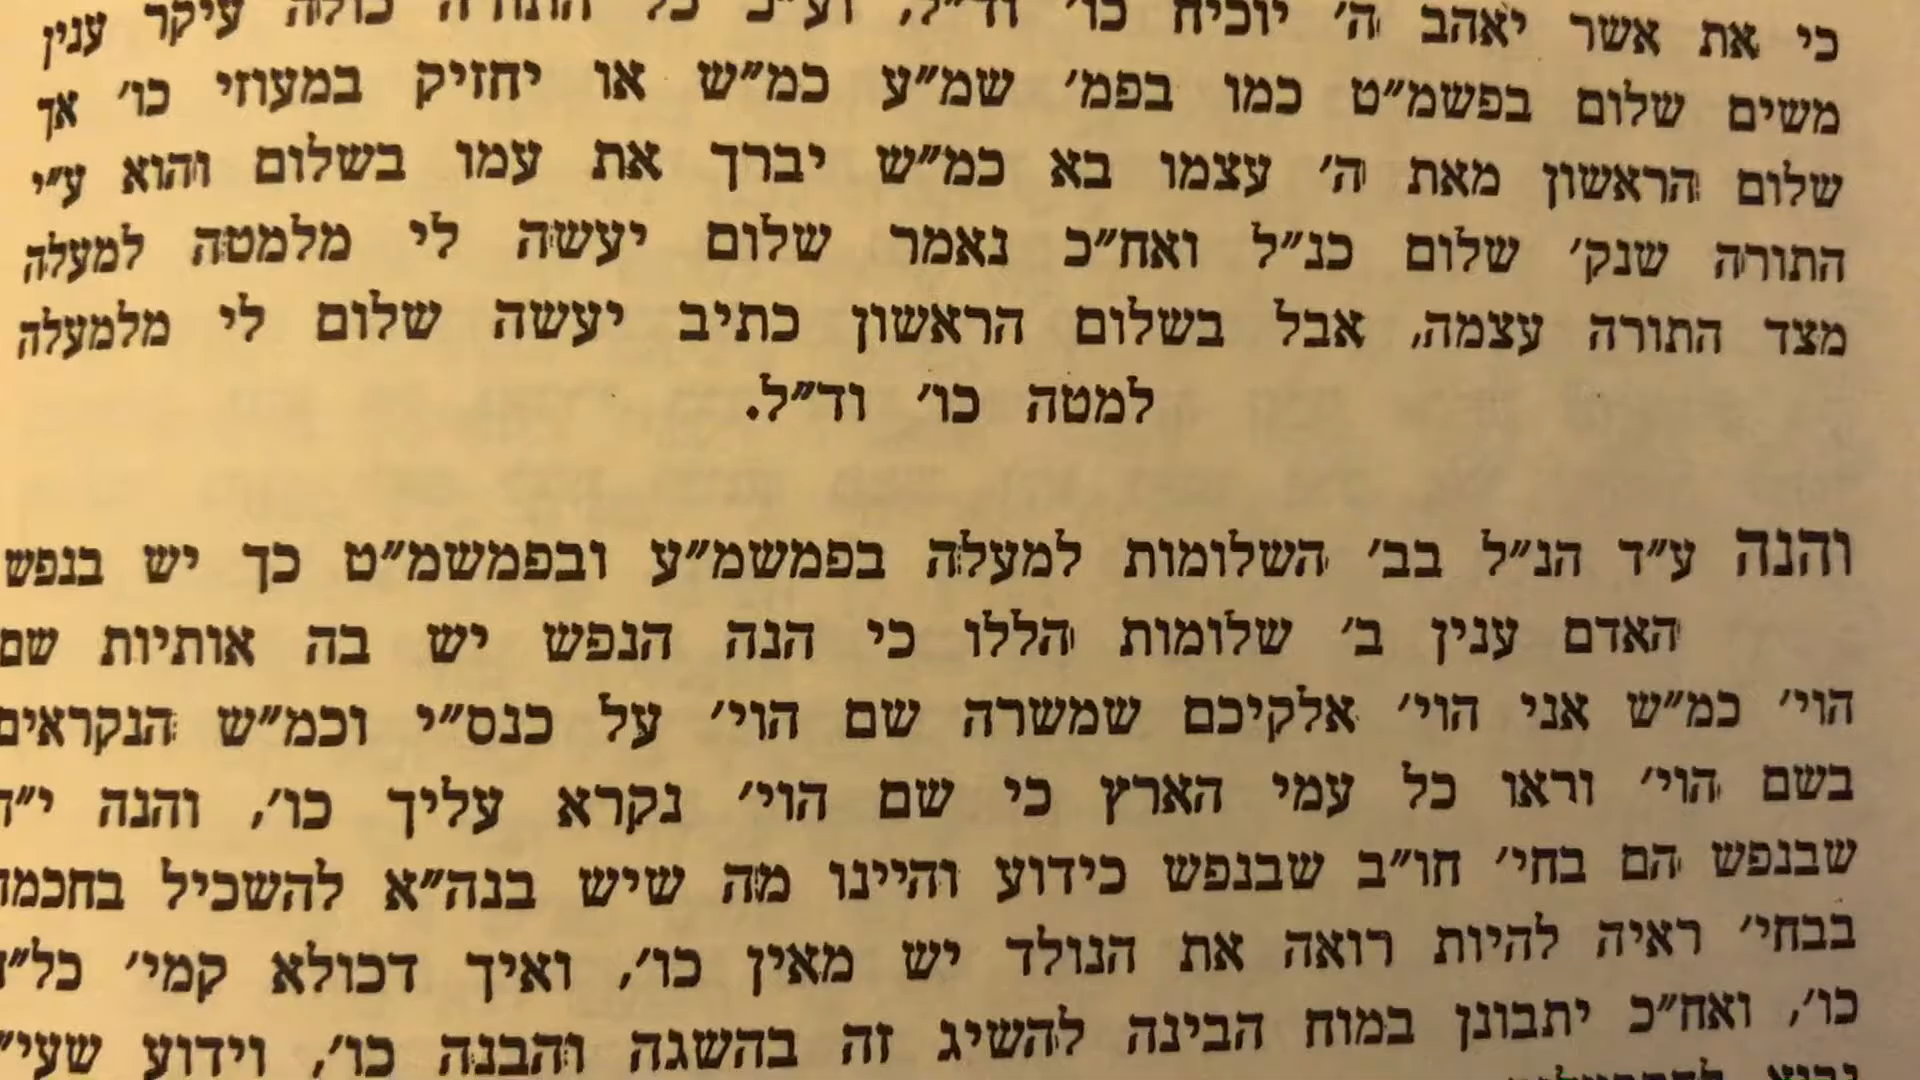 כי את אשר יאהב ה׳ יוכיח כו׳ וד״ל, וע״כ כל התורה כולה עיקר ענין
משים שלום בפשמ״ט כמו בפמ׳ שמ״ע כמ״ש או יחזיק במעוזי כו׳ אך
שלום הראשון מאת ה׳ עצמו בא כמ״ש יברך את עמו בשלום והוא ע״י
התורה שנק׳ שלום כנ״ל ואח״כ נאמר שלום יעשה לי מלמטה למעלה
מצד התורה עצמה, אבל בשלום הראשון כתיב יעשה שלום לי מלמעלה
למטה כו׳ וד״ל.
והנה ע״ד הנ״ל בב׳ השלומות למעלה בפמשמ״ע ובפמשמ״ט כך יש בנפש
האדם ענין ב׳ שלומות הללו כי הנה הנפש יש בה אותיות שם
הוי׳ כמ״ש אני הוי׳ אלקיכם שמשרה שם הוי׳ על כנס״י וכמ״ש הנקראים
בשם הוי׳ וראו כל עמי הארץ כי שם הוי׳ נקרא עליך כו׳, והנה
שבנפש הם בחי׳ חו״ב שבנפש כידוע והיינו מה שיש בנה״א להשכיל
בבחי׳ ראיה להיות רואה את הנולד יש מאין כו׳, ואיך דכולא קמי׳
כו׳, ואח״כ יתבונן במוח הבינה להשיג זה בהשגה והבנה כו׳, וידוע